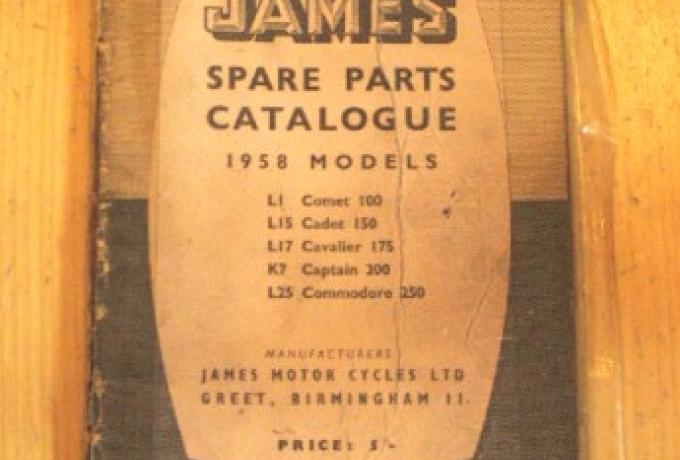 JAMES
SPARE PARTS
CATALOGUE
1958 MODELS
L1 Comet 100
L15 Cadet 150
L17 Cavalier 175
K7 Captain 200
L25 Commodore 250
MANUFACTURERS
JAMES MOTOR CYCLES LTD
GREET, BIRMINGHAM 11.
PRICE: 5/-